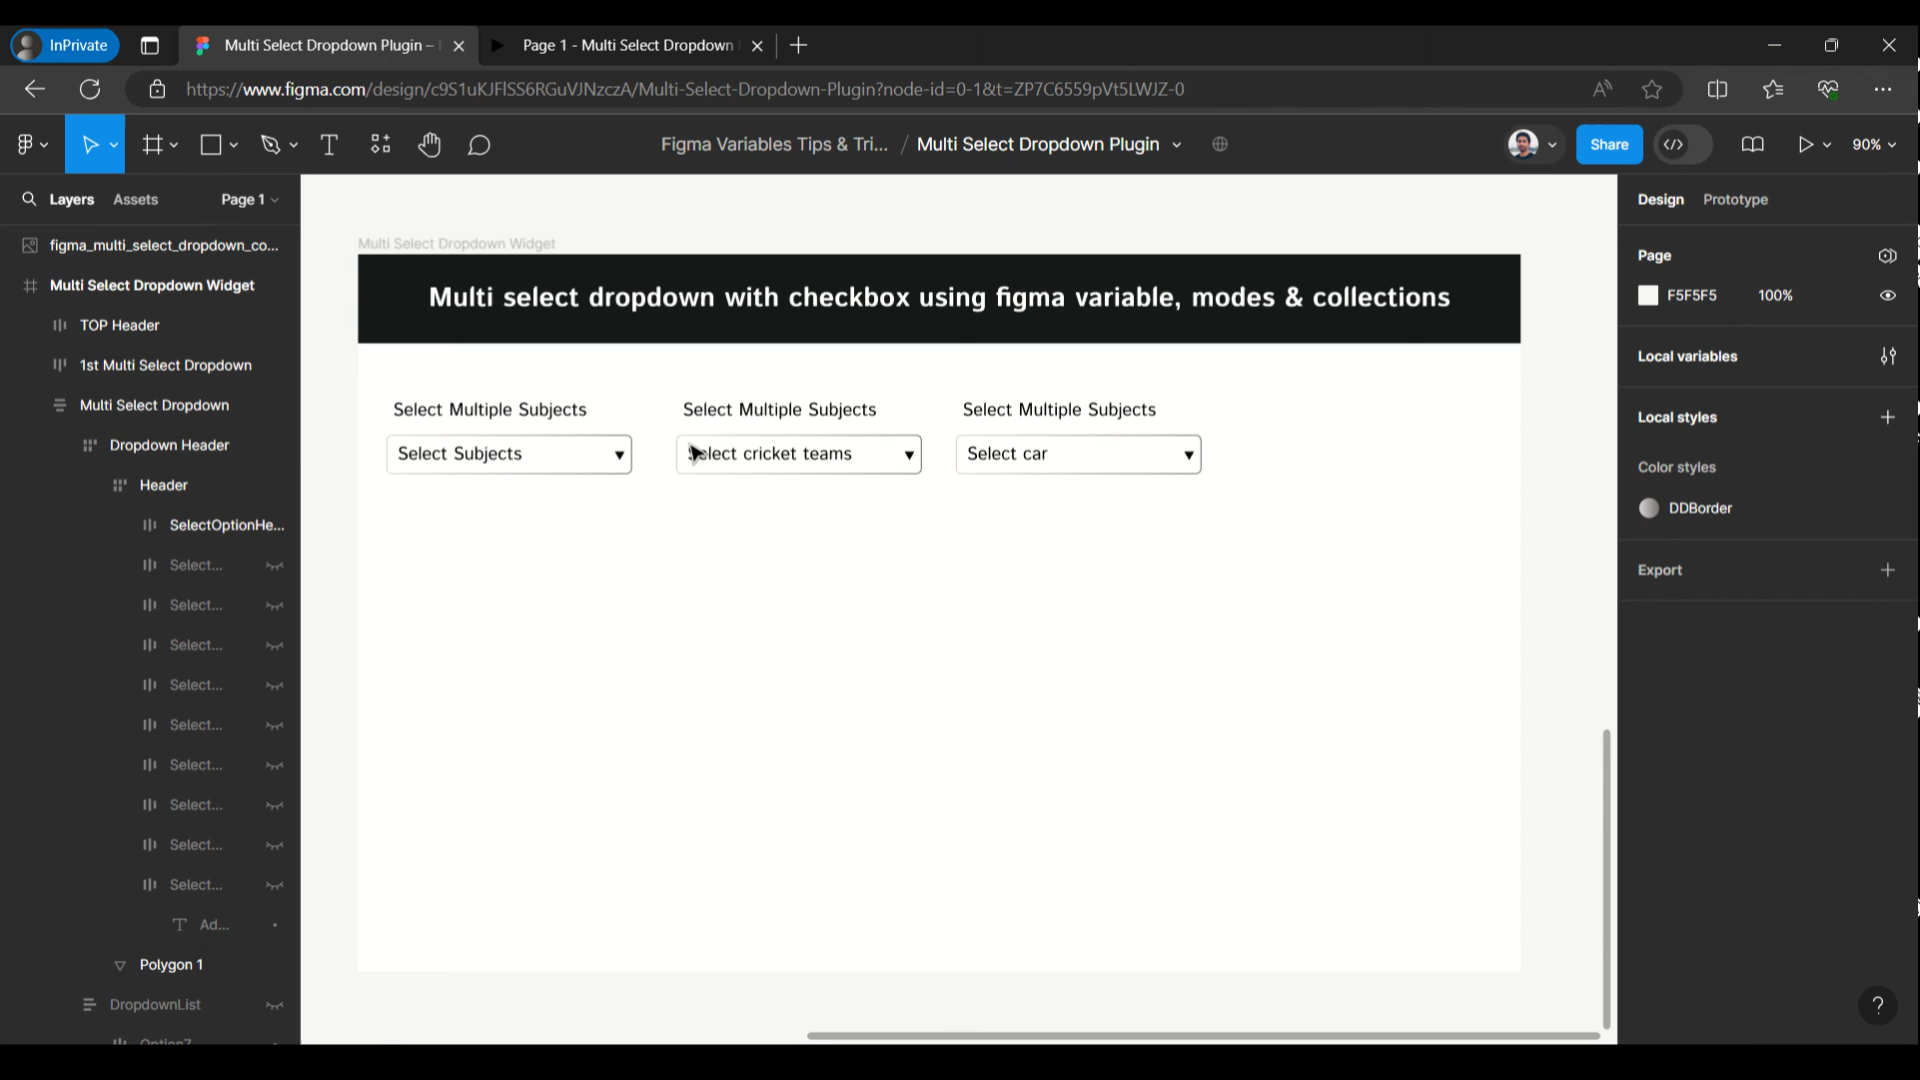 InPrivate
Multi Select Dropdown Plugin –
Page 1 - Multi Select Dropdown
https://www.figma.com/design/c9S1uKJFlSS6RGuVJNzczA/Multi-Select-Dropdown-Plugin?node-id=0-1&t=ZP7C6559pVt5LWJZ-0
Figma Variables Tips & Tri... / Multi Select Dropdown Plugin
Share
90%
Layers
Assets
Page 1
figma_multi_select_dropdown_co...
Multi Select Dropdown Widget
TOP Header
1st Multi Select Dropdown
Multi Select Dropdown
Dropdown Header
Header
SelectOptionHe...
Select...
Select...
Select...
Select...
Select...
Select...
Select...
Select...
Select...
Ad...
Polygon 1
DropdownList
Option7
Multi Select Dropdown Widget
Multi select dropdown with checkbox using figma variable, modes & collections
Select Multiple Subjects
Select Multiple Subjects
Select Multiple Subjects
Select Subjects
Select cricket teams
Select car
Design
Prototype
Page
F5F5F5
100%
Local variables
Local styles
Color styles
DDBorder
Export
?